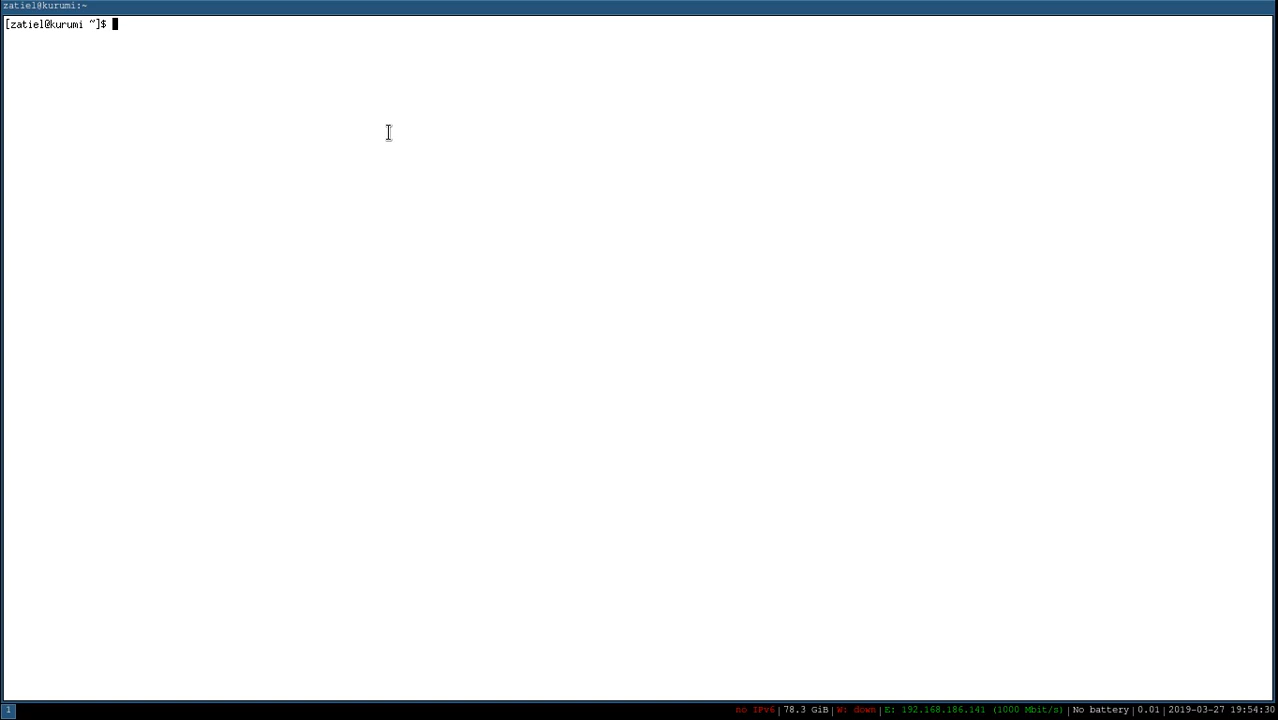 zatiel@kurumi:~
[zatiel@kurumi ~]$
1
no IPv6|78.3 GiB|W: down|E: 192.168.186.141 (1000 Mbit/s)|No battery|0.01|2019-03-27 19:54:30